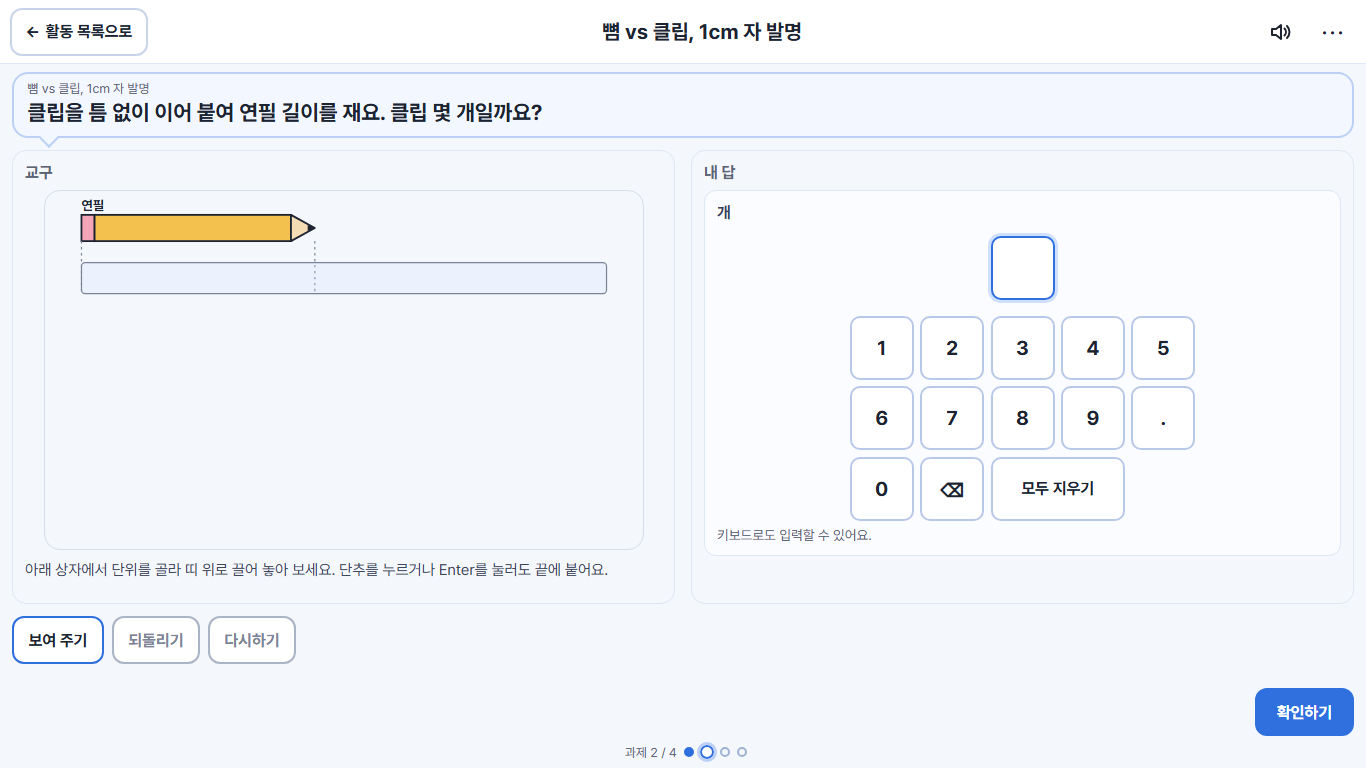 ← 활동 목록으로
뼘 vs 클립, 1cm 자 발명
...
뼘 vs 클립, 1cm 자 발명
클립을 틈 없이 이어 붙여 연필 길이를 재요. 클립 몇 개일까요?
교구
연필
아래 상자에서 단위를 골라 띠 위로 끌어 놓아 보세요. 단추를 누르거나 Enter를 눌러도 끝에 붙어요.
내 답
개
1 2 3 4 5
6 7 8 9 .
0 ⌫ 모두 지우기
키보드로도 입력할 수 있어요.
보여 주기 되돌리기 다시하기
확인하기
과제 2 / 4